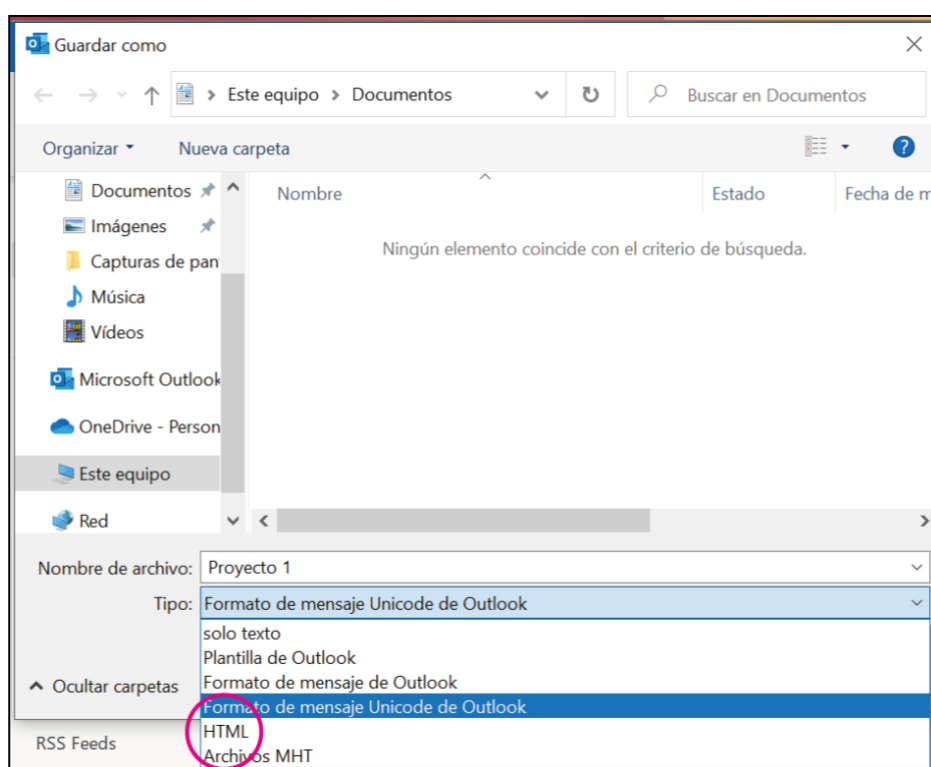 Guardar como
Este equipo > Documentos
Buscar en Documentos
Organizar
Nueva carpeta
Nombre
Estado
Fecha de m
Documentos
Imágenes
Capturas de pan
Música
Vídeos
Microsoft Outlook
OneDrive - Person
Este equipo
Red
Ningún elemento coincide con el criterio de búsqueda.
Nombre de archivo: Proyecto 1
Tipo: Formato de mensaje Unicode de Outlook
solo texto
Plantilla de Outlook
Formato de mensaje de Outlook
Formato de mensaje Unicode de Outlook
HTML
Archivos MHT
Ocultar carpetas
RSS Feeds